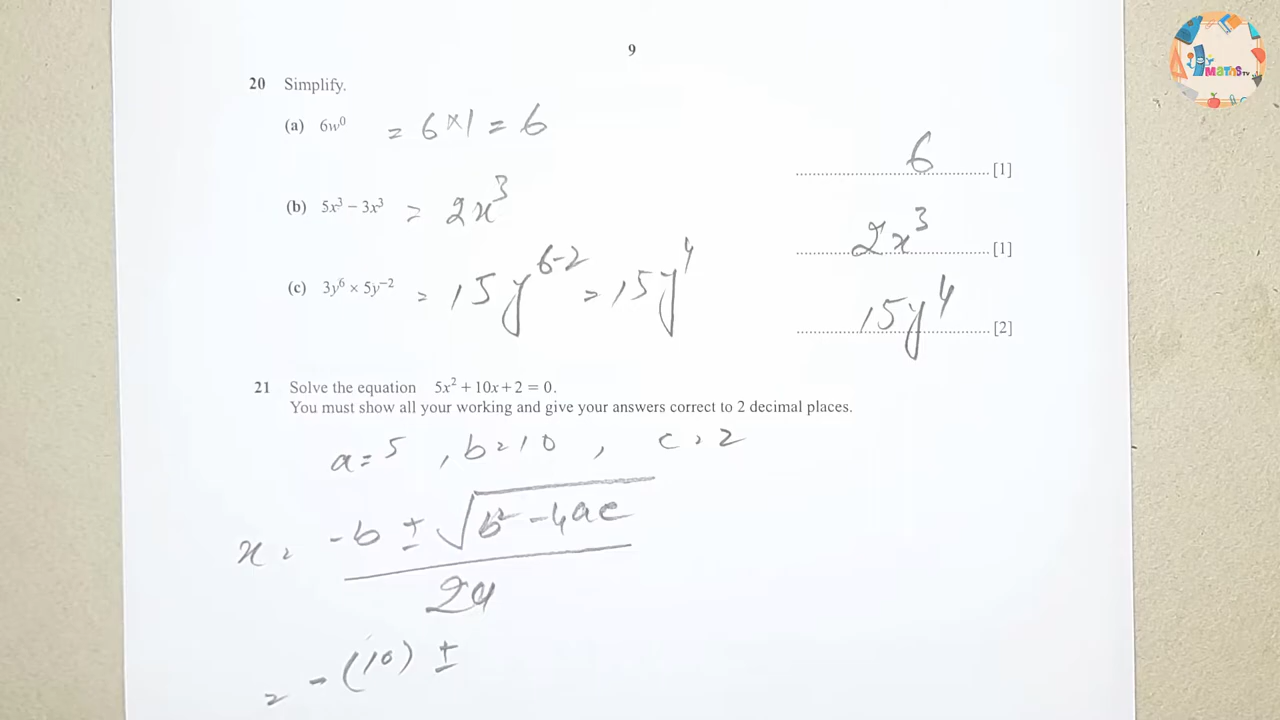 9
20 Simplify.
(a) 6w⁰ = 6×1 = 6
6 [1]
(b) 5x³ − 3x³ = 2x³
2x³ [1]
(c) 3y⁶ × 5y⁻² = 15y⁶⁻² = 15y⁴
15y⁴ [2]
21 Solve the equation 5x² + 10x + 2 = 0.
You must show all your working and give your answers correct to 2 decimal places.
a = 5 , b = 10 , c = 2
x = -b ± √b² - 4ac
2a
= -(10) ±
MATHS TV